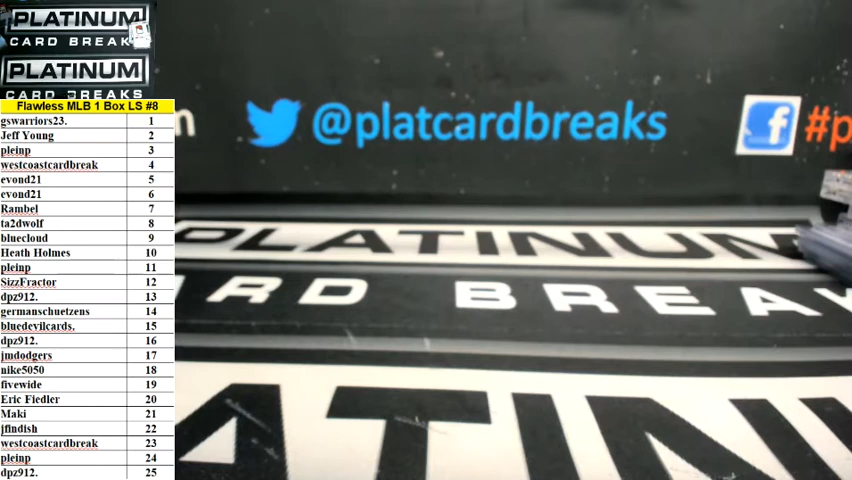 PLATINUM
CARD BREAK
PLATINUM
CARD BREAKS
Flawless MLB 1 Box LS #8
gswarriors23. 1
Jeff Young 2
pleinp 3
westcoastcardbreak 4
evond21 5
evond21 6
Rambel 7
ta2dwolf 8
bluecloud 9
Heath Holmes 10
pleinp 11
SizzFractor 12
dpz912. 13
germanschuetzens 14
bluedevilcards. 15
dpz912. 16
jmdodgers 17
nike5050 18
fivewide 19
Eric Fiedler 20
Maki 21
jfindish 22
westcoastcardbreak 23
pleinp 24
dpz912. 25
m @platcardbreaks f #p
PLATINUM
RD BREAK
ATIN